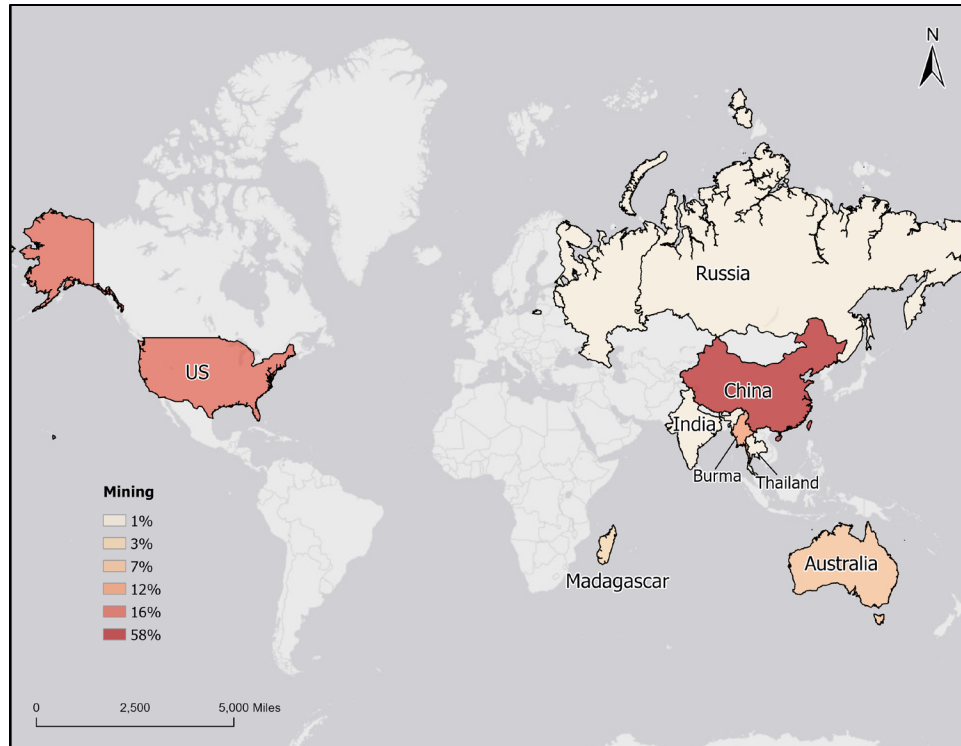 N
Russia
US
China
India
Burma
Thailand
Mining
1%
3%
7%
12%
16%
58%
Madagascar
Australia
0 2,500 5,000 Miles